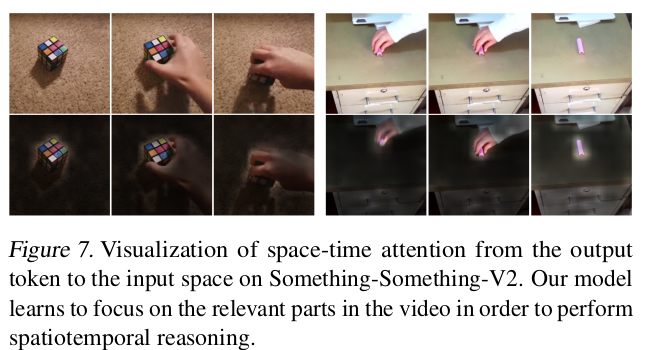 Figure 7. Visualization of space-time attention from the output
token to the input space on Something-Something-V2. Our model
learns to focus on the relevant parts in the video in order to perform
spatiotemporal reasoning.